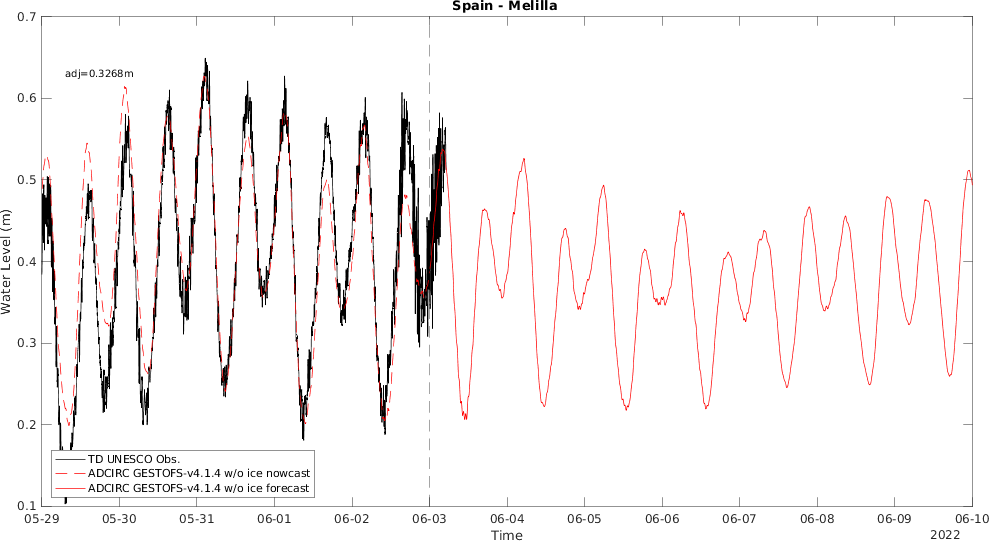 Spain - Melilla
0.7
0.6
0.5
0.4
0.3
0.2
0.1
Water Level (m)
adj=0.3268m
TD UNESCO Obs.
ADCIRC GESTOFS-v4.1.4 w/o ice nowcast
ADCIRC GESTOFS-v4.1.4 w/o ice forecast
05-29 05-30 05-31 06-01 06-02 06-03 06-04 06-05 06-06 06-07 06-08 06-09 06-10
Time
2022